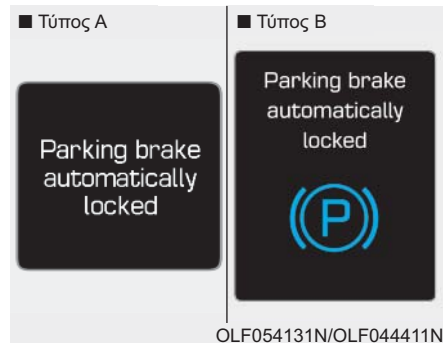 ■ Τύπος A
Parking brake
automatically
locked
■ Τύπος B
Parking brake
automatically
locked
P
OLF054131N/OLF044411N